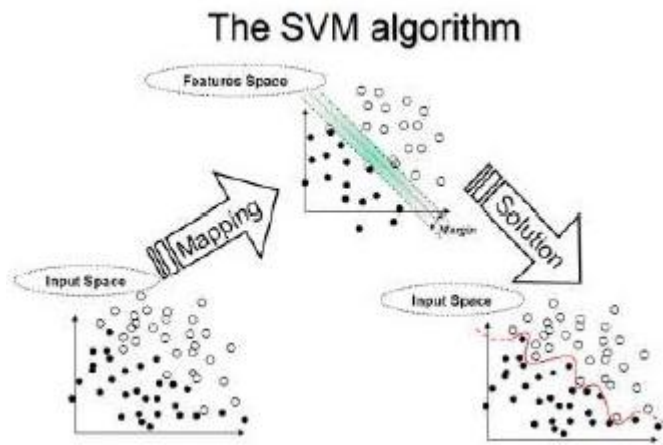 The SVM algorithm
Features Space
Margin
Mapping
Solution
Input Space
Input Space